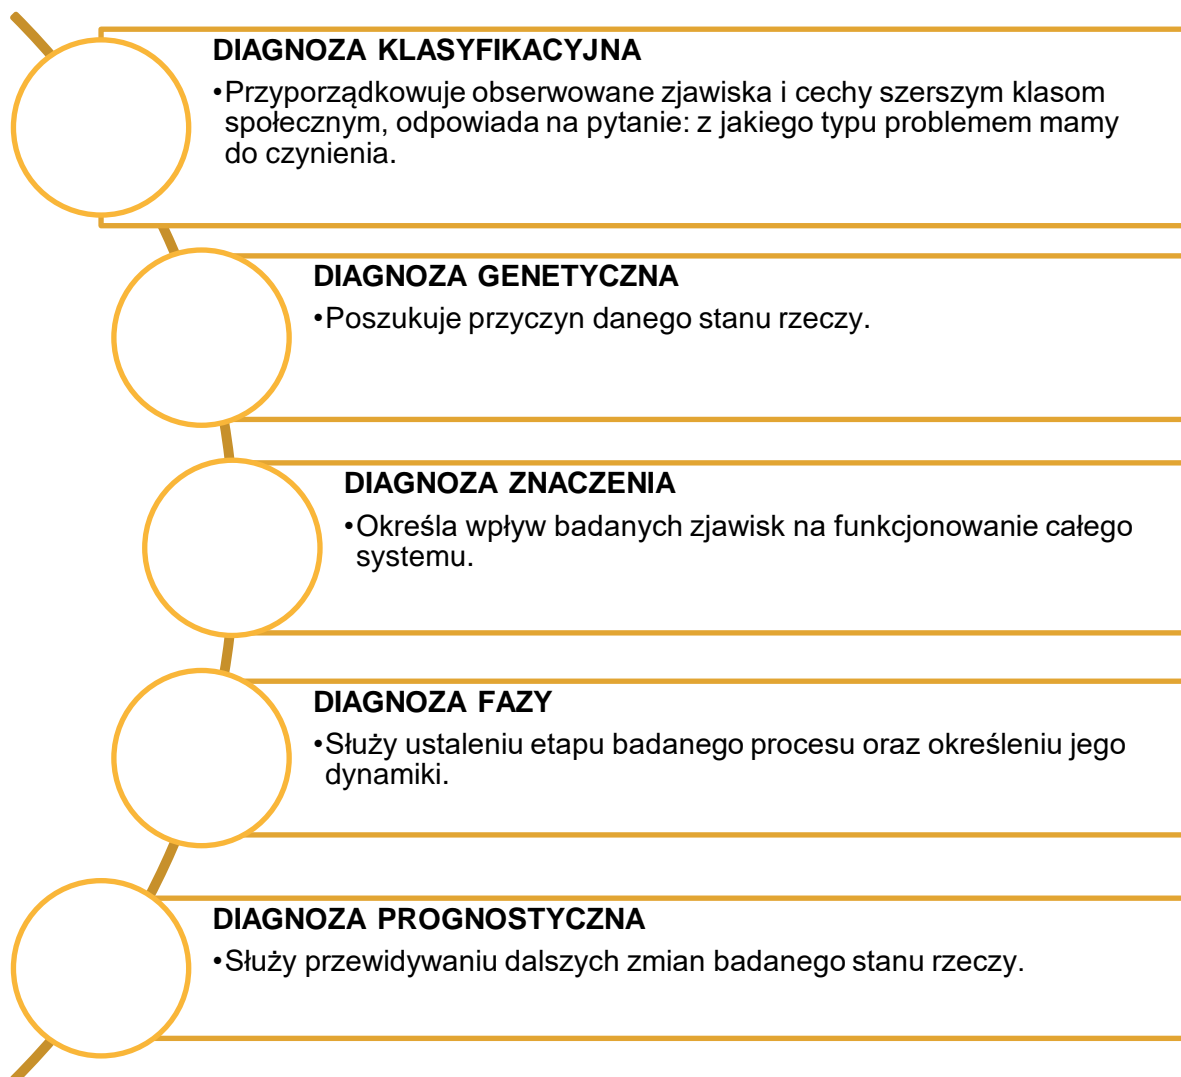 DIAGNOZA KLASYFIKACYJNA
•Przyporządkowuje obserwowane zjawiska i cechy szerszym klasom
społecznym, odpowiada na pytanie: z jakiego typu problemem mamy
do czynienia.
DIAGNOZA GENETYCZNA
•Poszukuje przyczyn danego stanu rzeczy.
DIAGNOZA ZNACZENIA
•Określa wpływ badanych zjawisk na funkcjonowanie całego
systemu.
DIAGNOZA FAZY
•Służy ustaleniu etapu badanego procesu oraz określeniu jego
dynamiki.
DIAGNOZA PROGNOSTYCZNA
•Służy przewidywaniu dalszych zmian badanego stanu rzeczy.